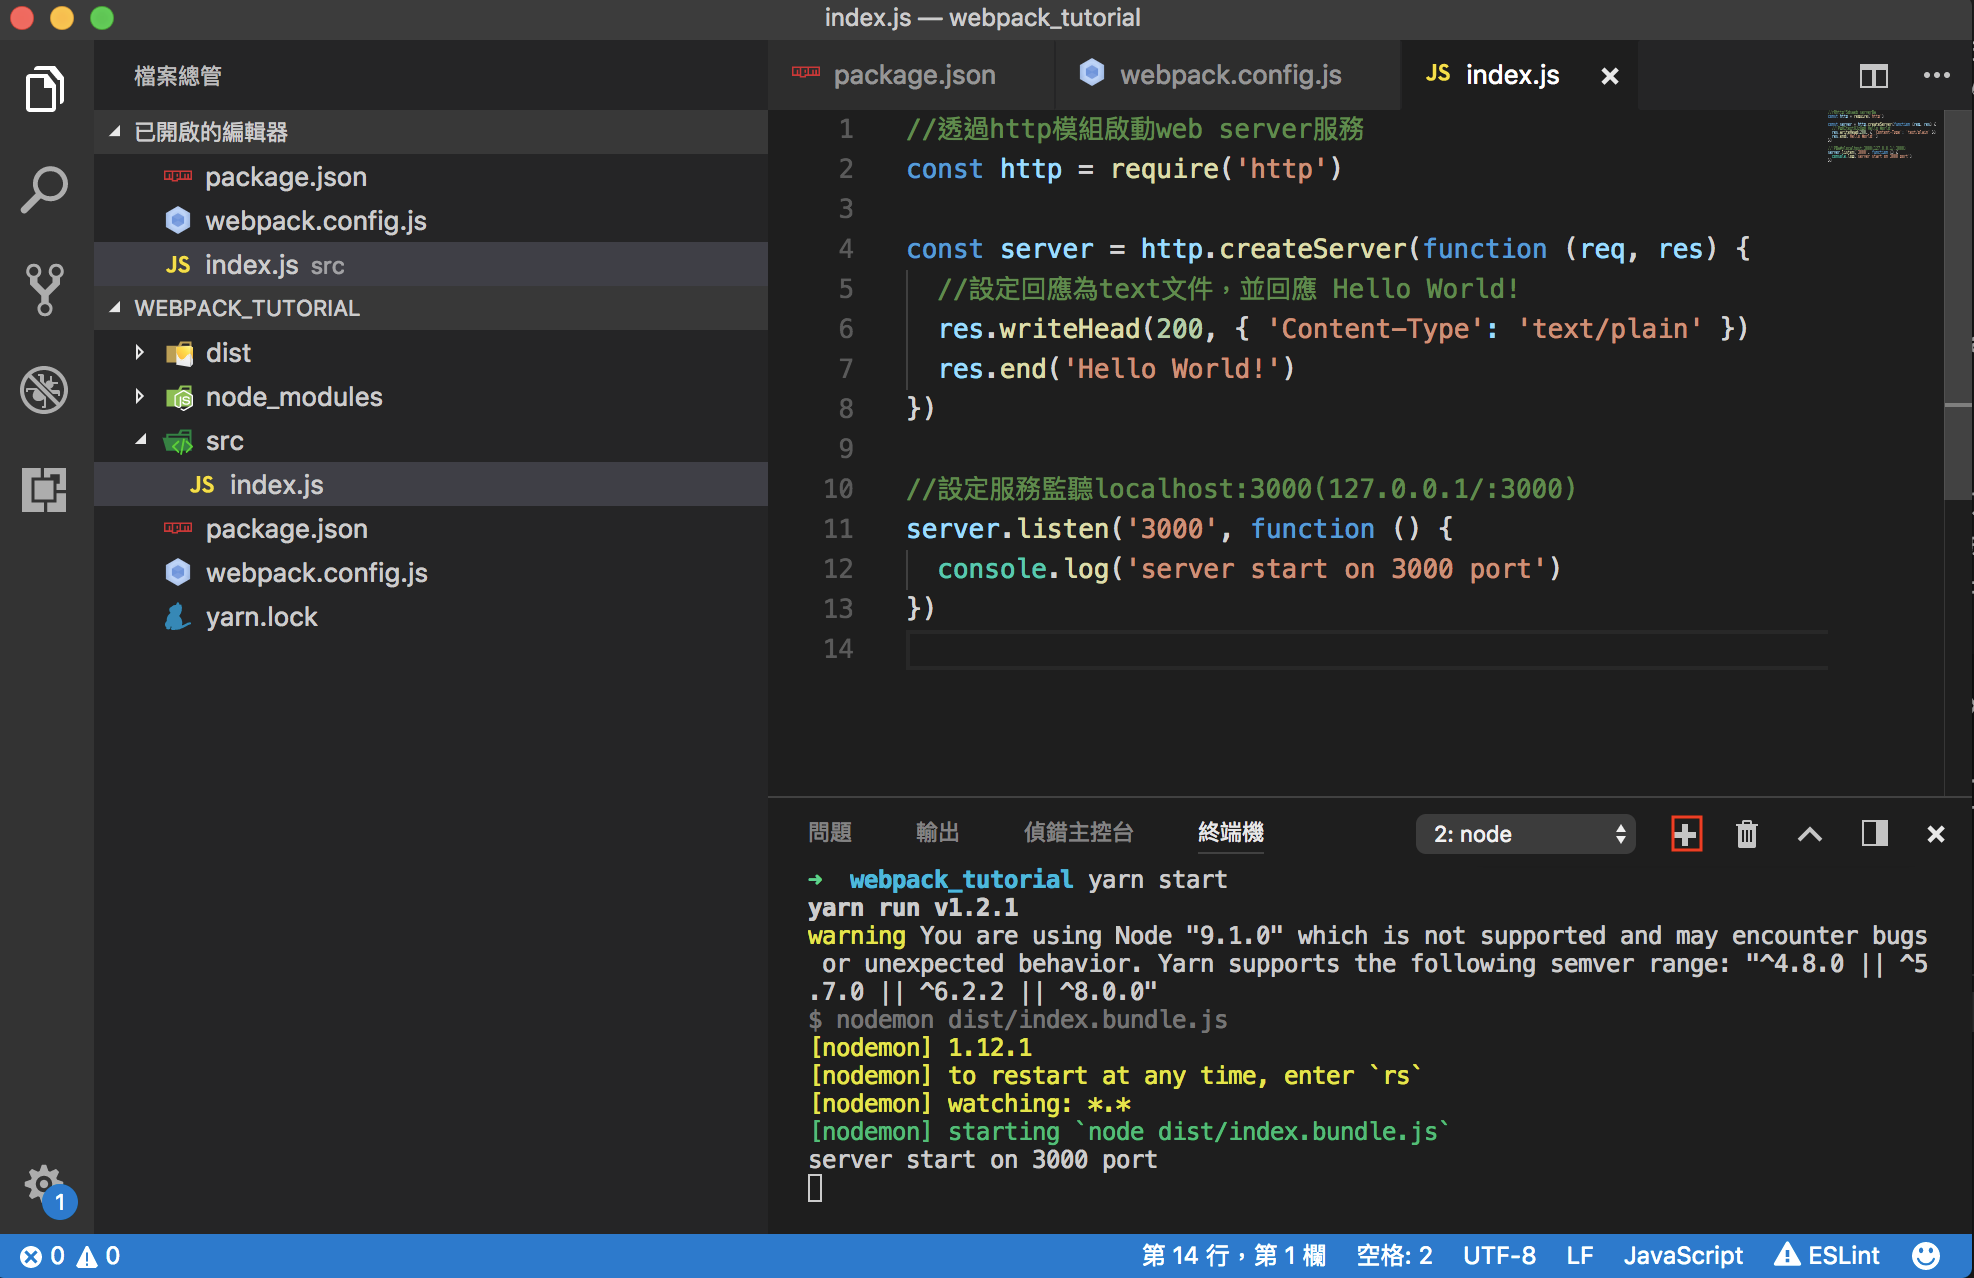 index.js — webpack_tutorial
檔案總管
已開啟的編輯器
package.json
webpack.config.js
JS index.js src
WEBPACK_TUTORIAL
dist
node_modules
src
JS index.js
package.json
webpack.config.js
yarn.lock
1
package.json
webpack.config.js
JS index.js
1 //透過http模組啟動web server服務
2 const http = require('http')
3
4 const server = http.createServer(function (req, res) {
5   //設定回應為text文件，並回應 Hello World!
6   res.writeHead(200, { 'Content-Type': 'text/plain' })
7   res.end('Hello World!')
8 })
9
10 //設定服務監聽localhost:3000(127.0.0.1/:3000)
11 server.listen('3000', function () {
12   console.log('server start on 3000 port')
13 })
14
問題 輸出 偵錯主控台 終端機 2: node
➜ webpack_tutorial yarn start
yarn run v1.2.1
warning You are using Node "9.1.0" which is not supported and may encounter bugs
 or unexpected behavior. Yarn supports the following semver range: "^4.8.0 || ^5
.7.0 || ^6.2.2 || ^8.0.0"
$ nodemon dist/index.bundle.js
[nodemon] 1.12.1
[nodemon] to restart at any time, enter `rs`
[nodemon] watching: *.*
[nodemon] starting `node dist/index.bundle.js`
server start on 3000 port
0 0 第 14 行，第 1 欄 空格: 2 UTF-8 LF JavaScript ESLint